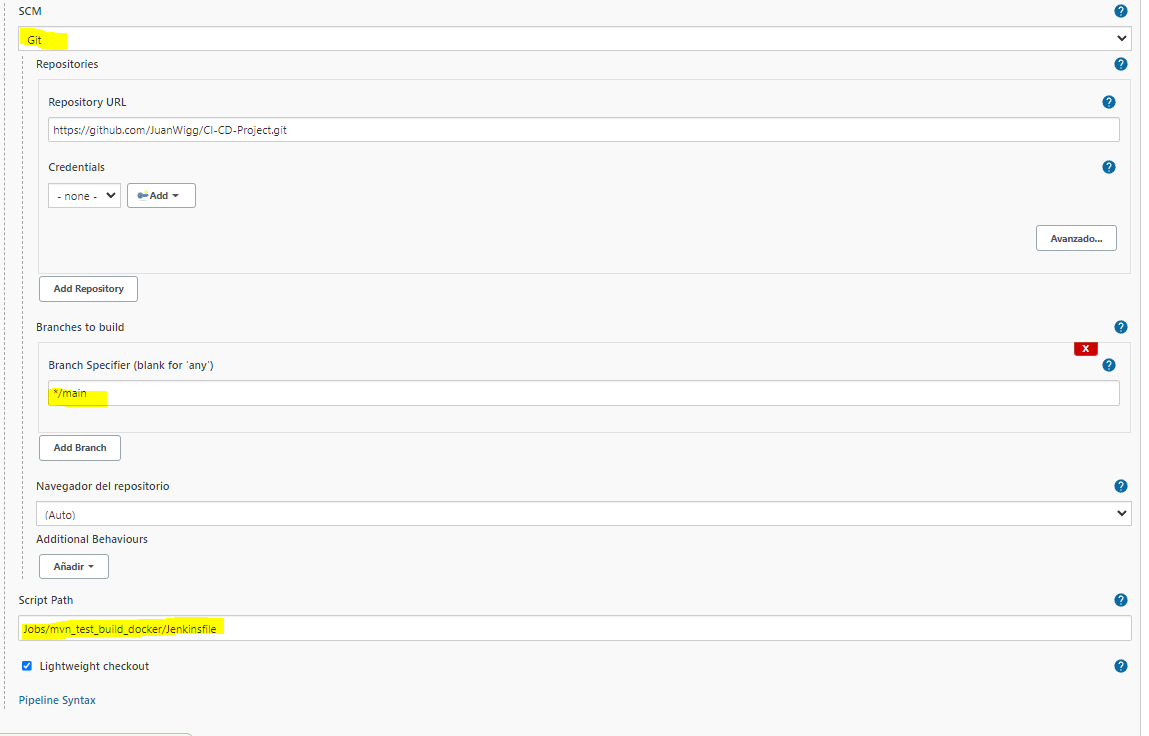 SCM
Git
Repositories
Repository URL
https://github.com/JuanWigg/CI-CD-Project.git
Credentials
- none -
Add
Avanzado...
Add Repository
Branches to build
X
Branch Specifier (blank for 'any')
*/main
Add Branch
Navegador del repositorio
(Auto)
Additional Behaviours
Añadir
Script Path
Jobs/mvn_test_build_docker/Jenkinsfile
Lightweight checkout
Pipeline Syntax